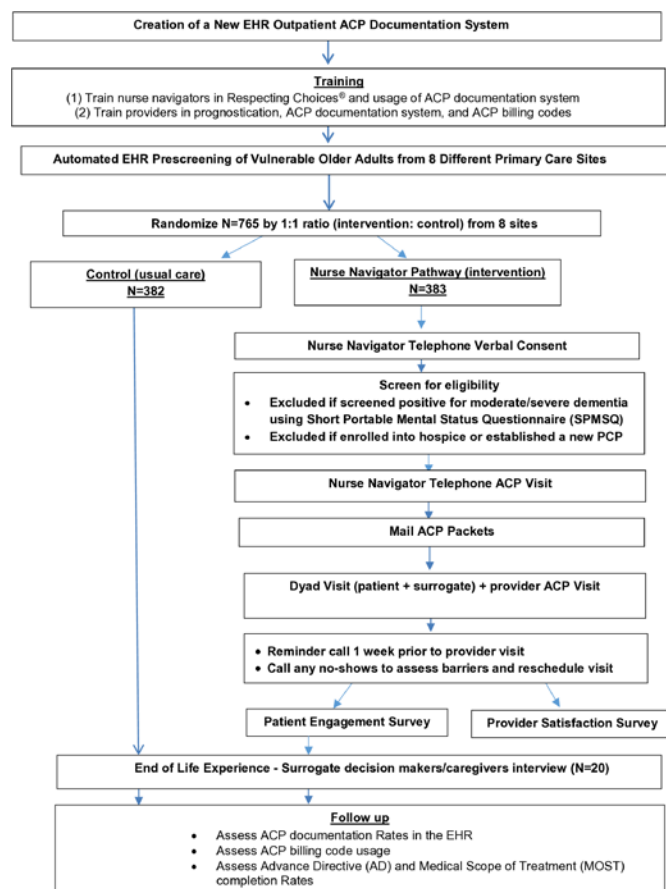 Creation of a New EHR Outpatient ACP Documentation System
Training
(1) Train nurse navigators in Respecting Choices® and usage of ACP documentation system
(2) Train providers in prognostication, ACP documentation system, and ACP billing codes
Automated EHR Prescreening of Vulnerable Older Adults from 8 Different Primary Care Sites
Randomize N=765 by 1:1 ratio (intervention: control) from 8 sites
Control (usual care)
N=382
Nurse Navigator Pathway (intervention)
N=383
Nurse Navigator Telephone Verbal Consent
Screen for eligibility
• Excluded if screened positive for moderate/severe dementia
using Short Portable Mental Status Questionnaire (SPMSQ)
• Excluded if enrolled into hospice or established a new PCP
Nurse Navigator Telephone ACP Visit
Mail ACP Packets
Dyad Visit (patient + surrogate) + provider ACP Visit
• Reminder call 1 week prior to provider visit
• Call any no-shows to assess barriers and reschedule visit
Patient Engagement Survey
Provider Satisfaction Survey
End of Life Experience - Surrogate decision makers/caregivers interview (N=20)
Follow up
• Assess ACP documentation Rates in the EHR
• Assess ACP billing code usage
• Assess Advance Directive (AD) and Medical Scope of Treatment (MOST)
completion Rates